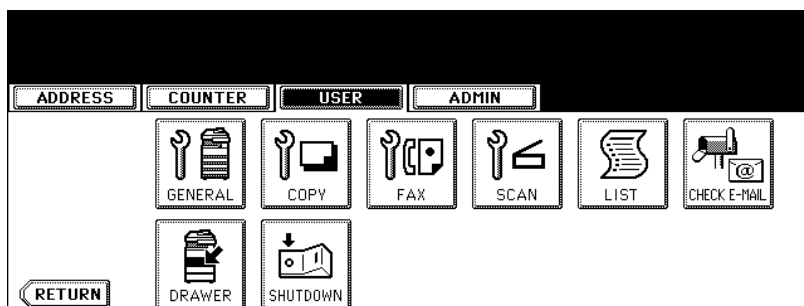 ADDRESS COUNTER USER ADMIN
GENERAL COPY FAX SCAN LIST CHECK E-MAIL
RETURN DRAWER SHUTDOWN